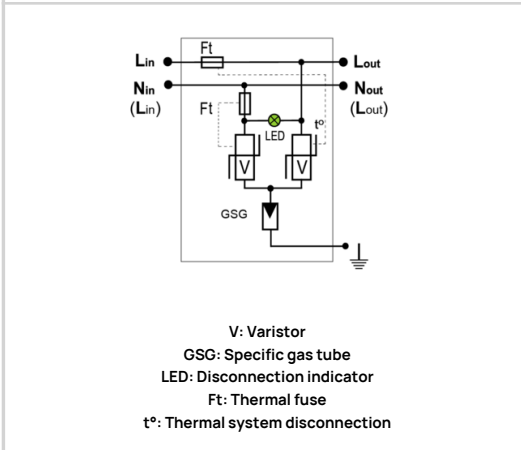 Ft
Lin Lout
Nin Nout
(Lin) Ft (Lout)
LED t°
V V
GSG
V: Varistor
GSG: Specific gas tube
LED: Disconnection indicator
Ft: Thermal fuse
t°: Thermal system disconnection